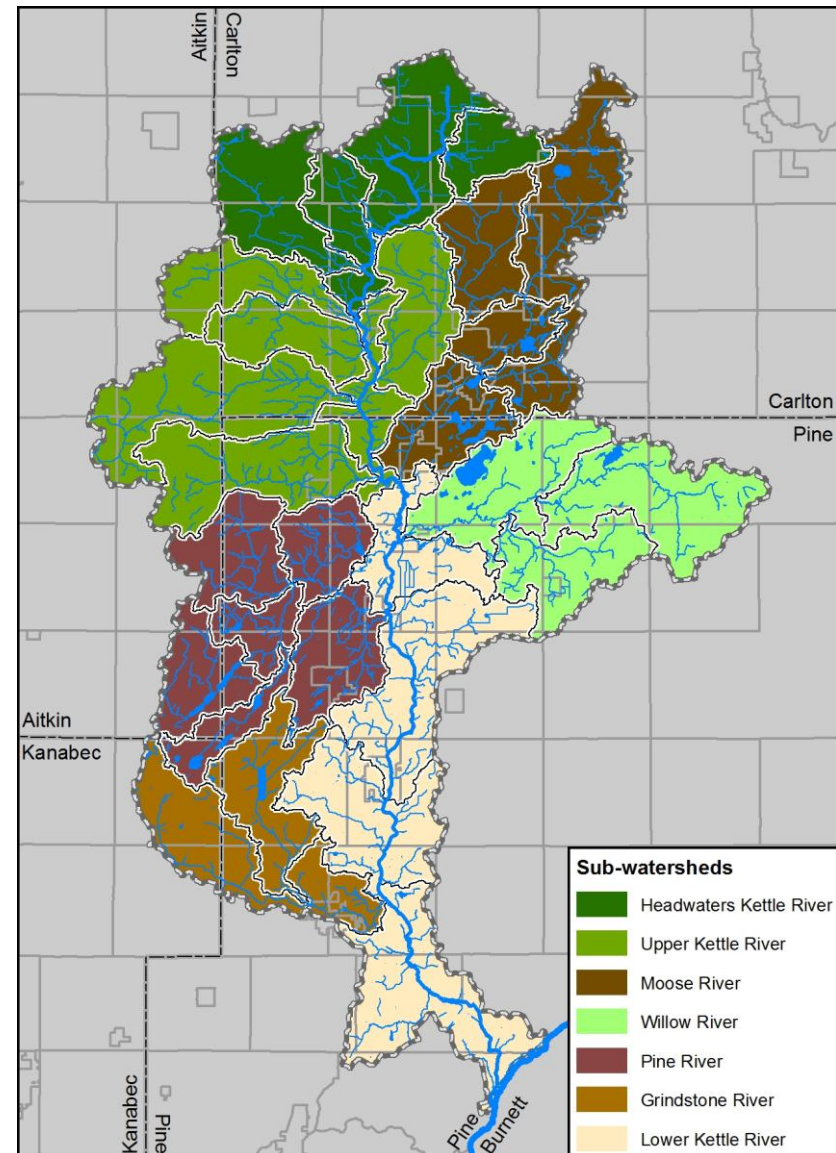 Aitkin
Carlton
Carlton
Pine
Aitkin
Kanabec
Sub-watersheds
Headwaters Kettle River
Upper Kettle River
Moose River
Willow River
Pine River
Grindstone River
Lower Kettle River
Kanabec
Pine
Pine
Burnett